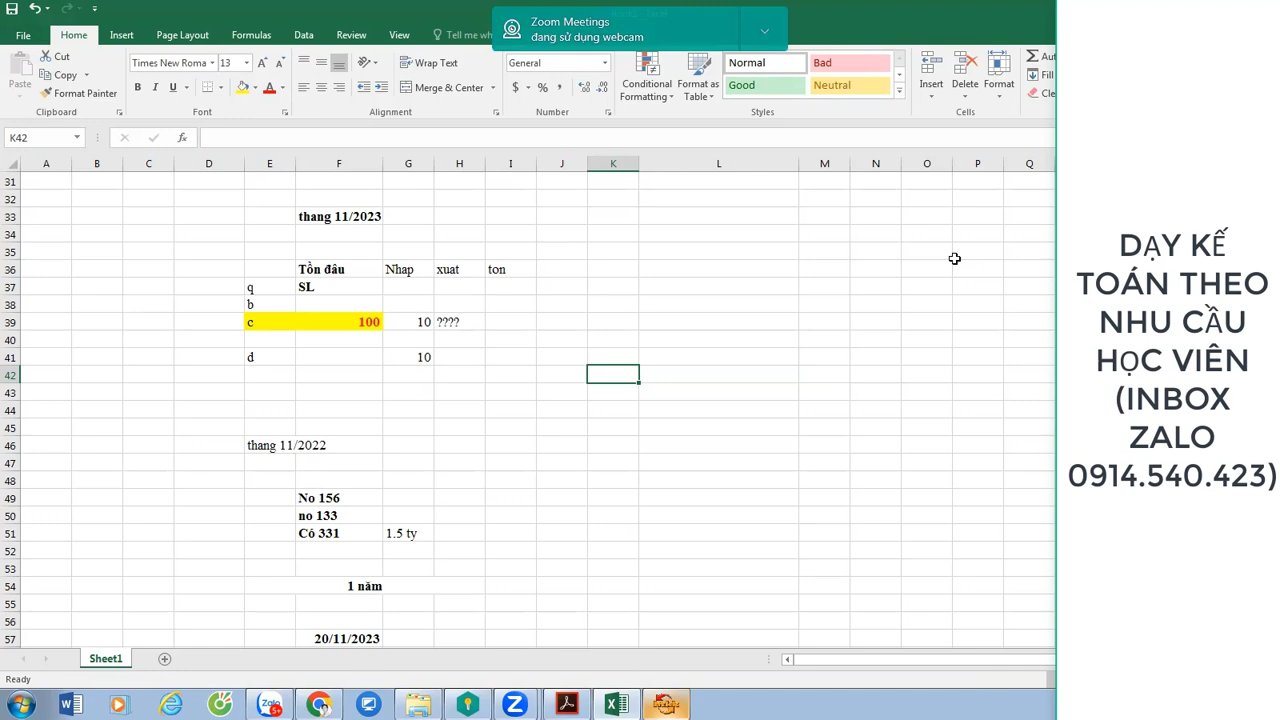 Zoom Meetings
đang sử dụng webcam
File Home Insert Page Layout Formulas Data Review View Tell me
Cut
Copy
Format Painter
Paste
Times New Roma 12
B I U
Wrap Text
Merge & Center
General
$ % ,
Conditional Formatting
Format as Table
Normal Bad
Good Neutral
Insert Delete Format
Fill
Clipboard Font Alignment Number Styles Cells
K42
fx
A B C D E F G H I J K L M N O P Q
31
32
33 thang 11/2023
34
35
36 Tồn đâu Nhap xuat ton
37 q SL
38 b
39 c 100 10 ????
40
41 d 10
42
43
44
45
46 thang 11/2022
47
48
49 No 156
50 no 133
51 Có 331 1.5 ty
52
53
54 1 năm
55
56
57 20/11/2023
Sheet1
Ready
Zalo
5+
DẠY KẾ
TOÁN THEO
NHU CẦU
HỌC VIÊN
(INBOX
ZALO
0914.540.423)